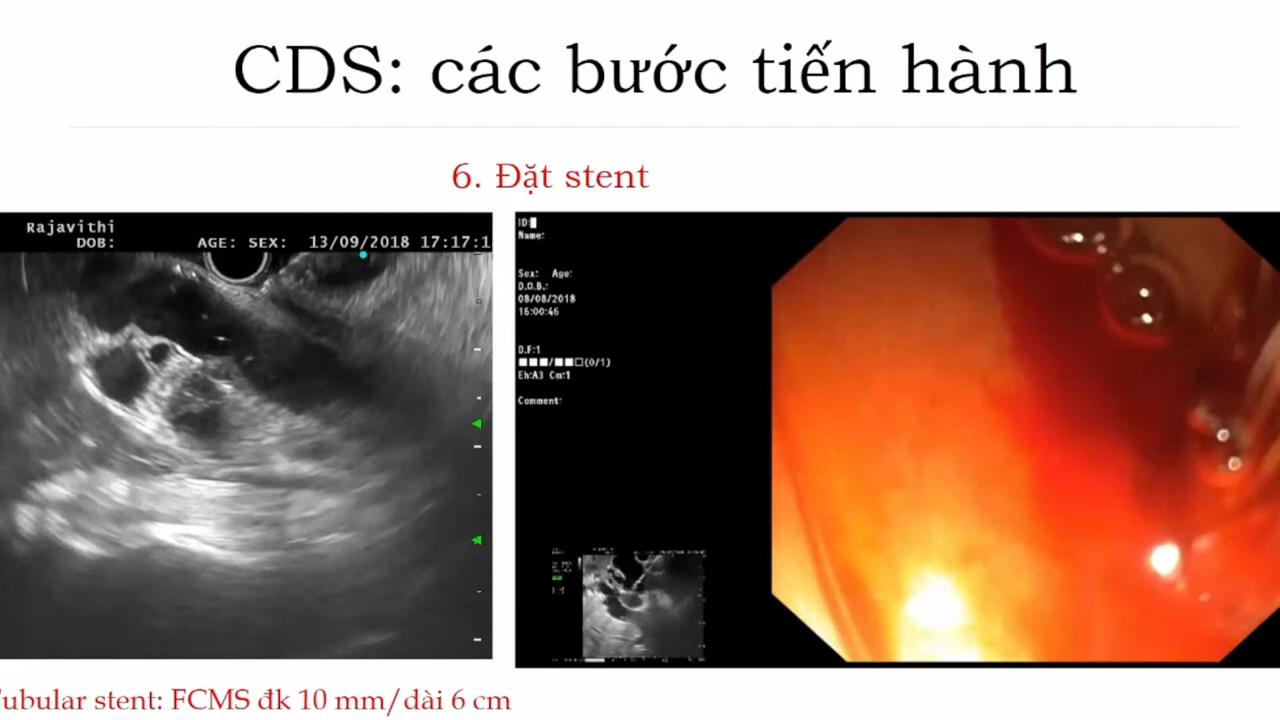 CDS: các bước tiến hành
6. Đặt stent
Rajavithi
DOB: AGE: SEX: 13/09/2018 17:17:1
ID:
Name:
Sex: Age:
D.O.B.:
08/08/2018
16:00:46
D.F:1
■■■/■■□(0/1)
Eh:A3 Cm:1
Comment:
ubular stent: FCMS đk 10 mm/dài 6 cm